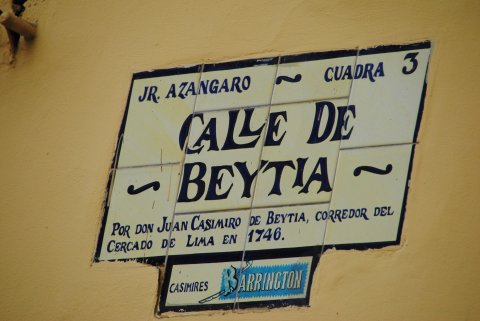 JR. AZANGARO ~ CUADRA 3
CALLE DE
~ BEYTIA ~
POR DON JUAN CASIMIRO DE BEYTIA, CORREDOR DEL
CERCADO DE LIMA EN 1746.
CASIMIRES BARRINGTON